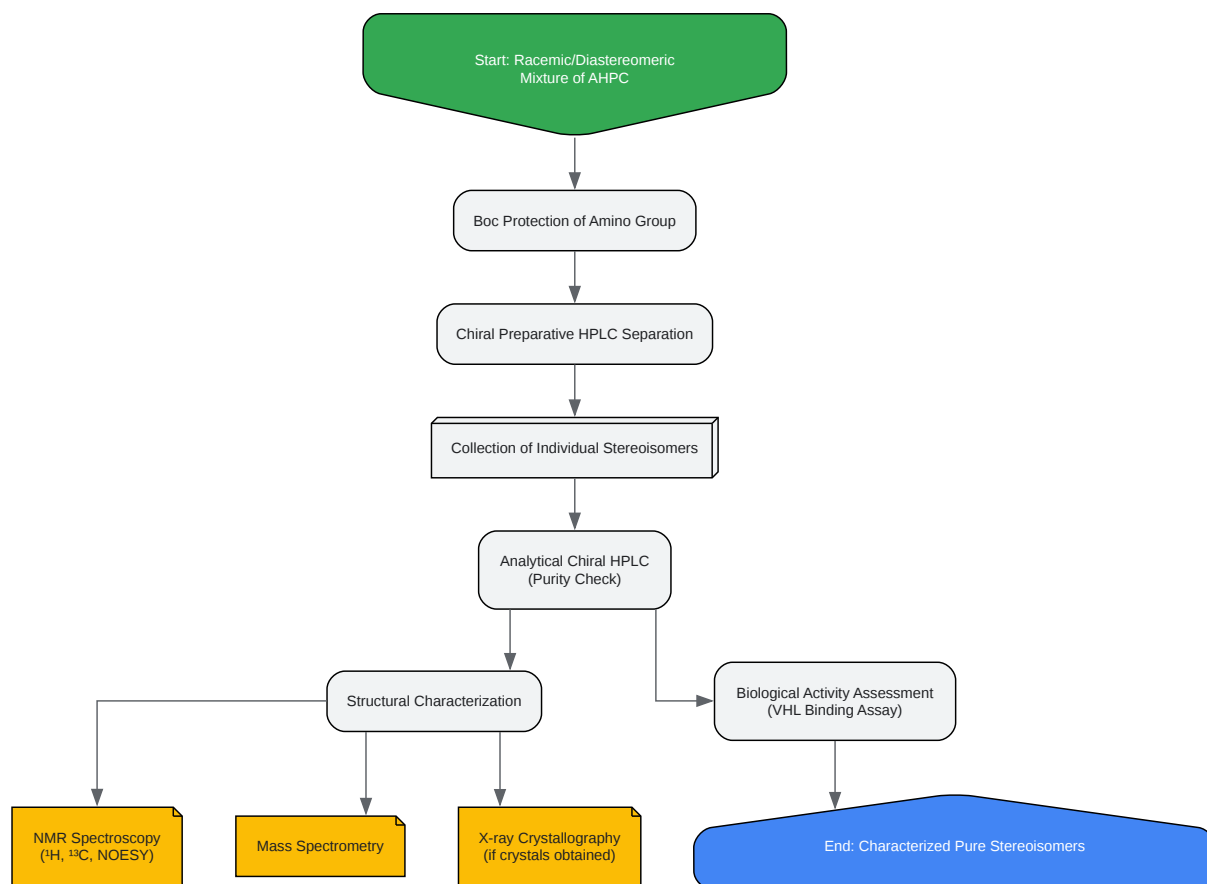 Start: Racemic/Diastereomeric
Mixture of AHPC
Boc Protection of Amino Group
Chiral Preparative HPLC Separation
Collection of Individual Stereoisomers
Analytical Chiral HPLC
(Purity Check)
Structural Characterization
Biological Activity Assessment
(VHL Binding Assay)
NMR Spectroscopy
(¹H, ¹³C, NOESY)
Mass Spectrometry
X-ray Crystallography
(if crystals obtained)
End: Characterized Pure Stereoisomers